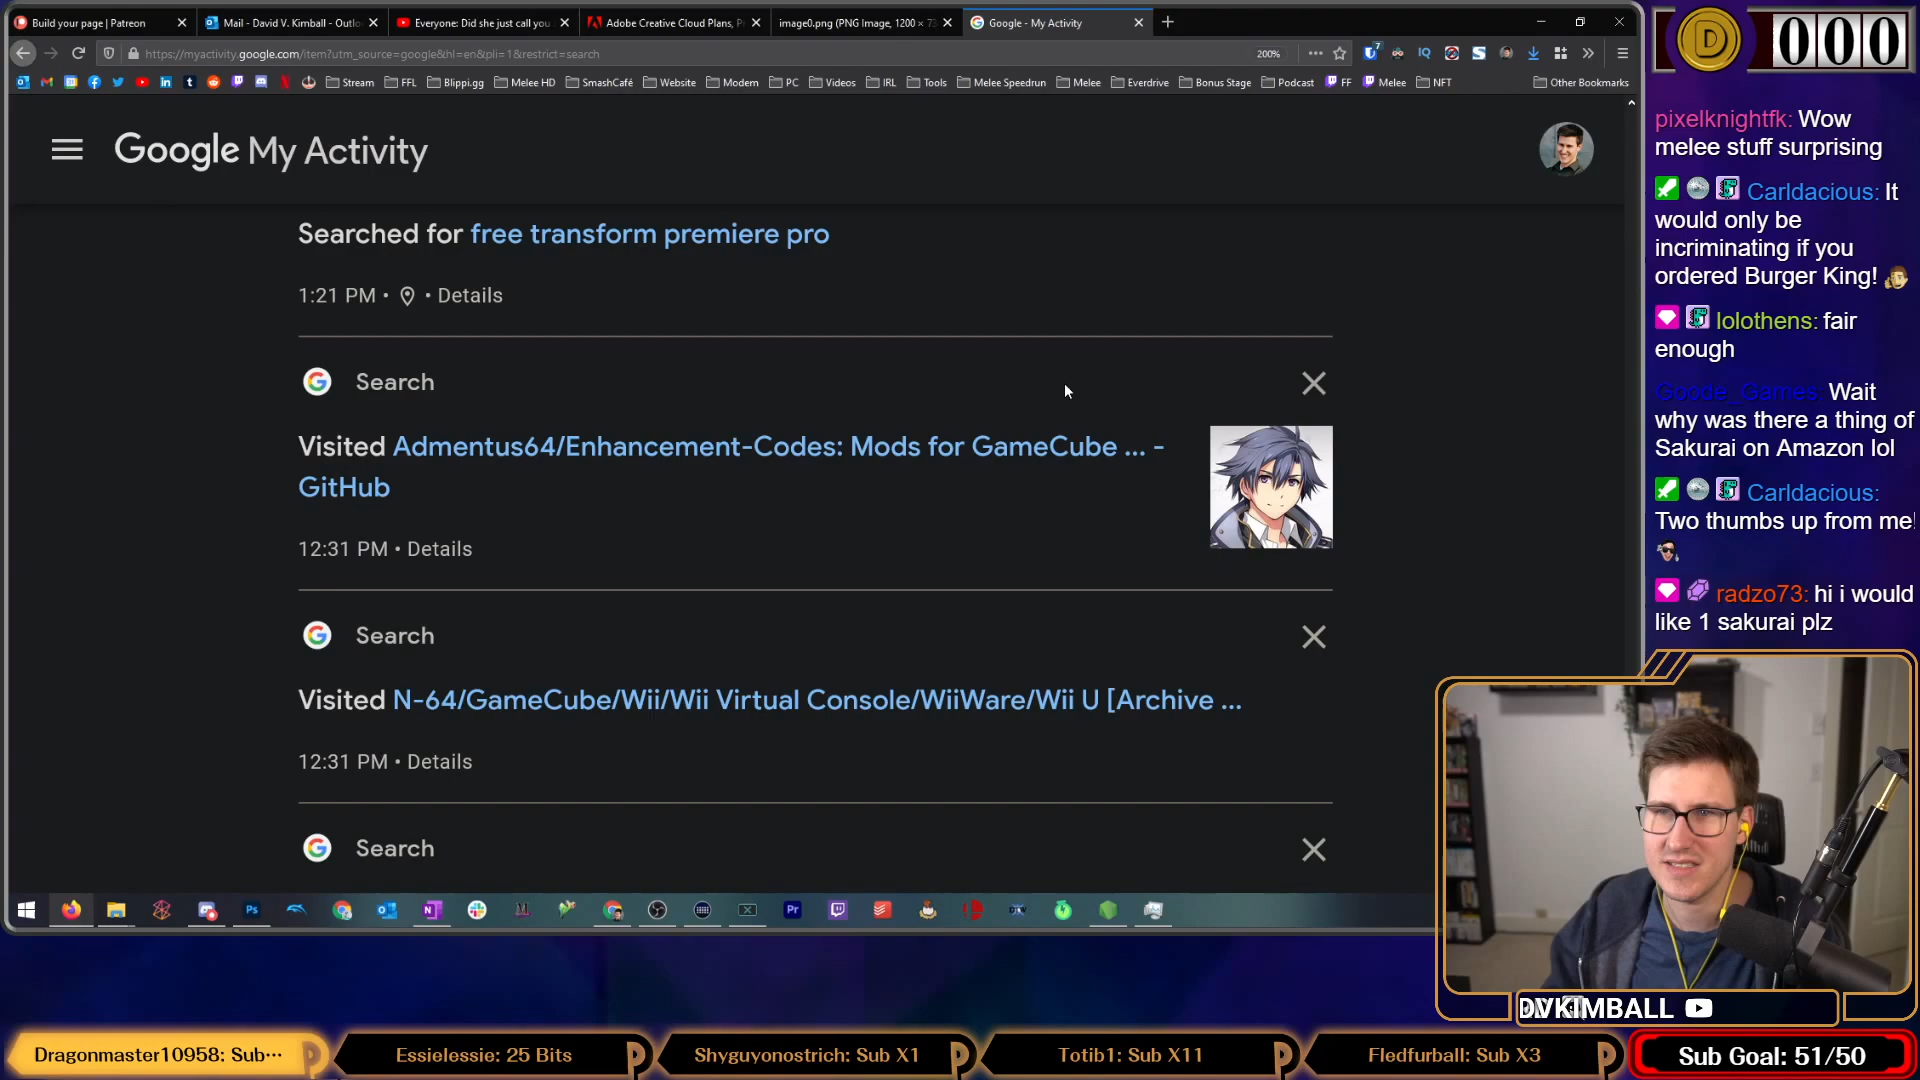 Build your page | Patreon
Mail - David V. Kimball - Outlo
Everyone: Did she just call you
Adobe Creative Cloud Plans, P
image0.png (PNG Image, 1200 × 73
Google - My Activity
https://myactivity.google.com/item?utm_source=google&hl=en&pli=1&restrict=search
200%
7
IQ
Stream
FFL
Blippi.gg
Melee HD
SmashCafé
Website
Modern
PC
Videos
IRL
Tools
Melee Speedrun
Melee
Everdrive
Bonus Stage
Podcast
FF
Melee
NFT
Other Bookmarks
Google My Activity
Searched for free transform premiere pro
1:21 PM • • Details
Search
Visited Admentus64/Enhancement-Codes: Mods for GameCube ... -
GitHub
12:31 PM • Details
Search
Visited N-64/GameCube/Wii/Wii Virtual Console/WiiWare/Wii U [Archive ...
12:31 PM • Details
Search
D 000
pixelknightfk: Wow
melee stuff surprising
Carldacious: It
would only be
incriminating if you
ordered Burger King!
lolothens: fair
enough
Goode_Games: Wait
why was there a thing of
Sakurai on Amazon lol
Carldacious:
Two thumbs up from me!
radzo73: hi i would
like 1 sakurai plz
DVKIMBALL
Dragonmaster10958: Sub···
Essielessie: 25 Bits
Shyguyonostrich: Sub X1
Totib1: Sub X11
Fledfurball: Sub X3
Sub Goal: 51/50